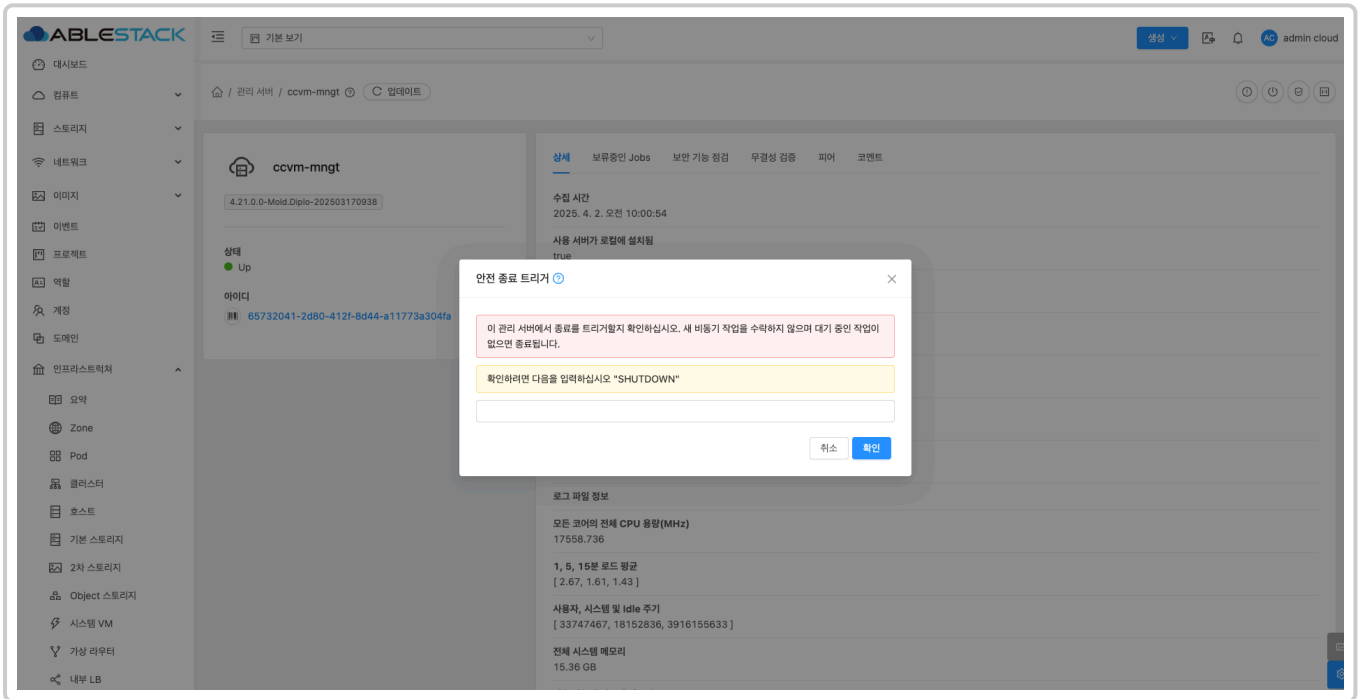 ABLESTACK
기본 보기
생성
AC
admin cloud
대시보드
컴퓨트
스토리지
네트워크
이미지
이벤트
프로젝트
역할
계정
도메인
인프라스트럭쳐
요약
Zone
Pod
클러스터
호스트
기본 스토리지
2차 스토리지
Object 스토리지
시스템 VM
가상 라우터
내부 LB
/ 관리 서버 / ccvm-mngt
업데이트
ccvm-mngt
4.21.0.0-Mold.Diplo-202503170938
상태
Up
아이디
65732041-2d80-412f-8d44-a11773a304fa
상세 보류중인 Jobs 보안 기능 점검 무결성 검증 피어 코멘트
수집 시간
2025. 4. 2. 오전 10:00:54
사용 서버가 로컬에 설치됨
true
안전 종료 트리거
이 관리 서버에서 종료를 트리거할지 확인하십시오. 새 비동기 작업을 수락하지 않으며 대기 중인 작업이
없으면 종료됩니다.
확인하려면 다음을 입력하십시오 "SHUTDOWN"
취소
확인
로그 파일 정보
모든 코어의 전체 CPU 용량(MHz)
17558.736
1, 5, 15분 로드 평균
[ 2.67, 1.61, 1.43 ]
사용자, 시스템 및 Idle 주기
[ 33747467, 18152836, 3916155633 ]
전체 시스템 메모리
15.36 GB